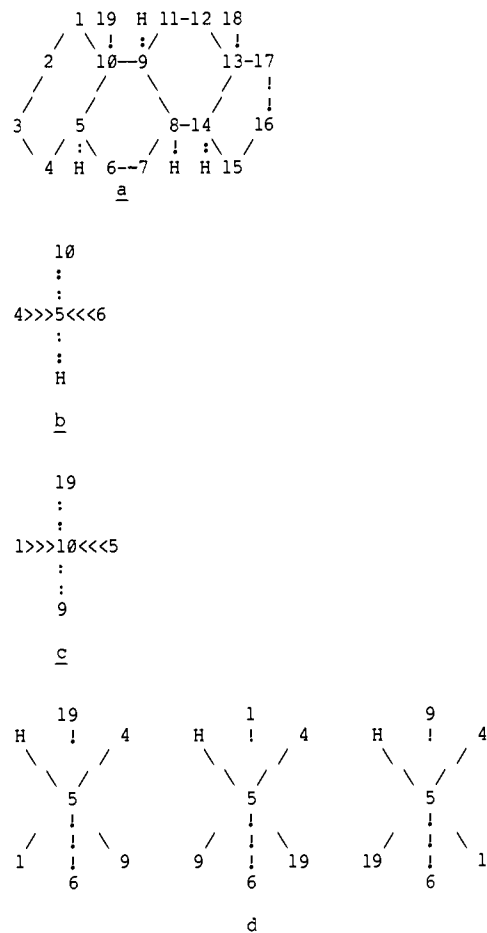 1 19 H 11-12 18
! : !
2 10--9 13-17
!
!
3 5 8-14 16
: ! :
4 H 6--7 H H 15
a
10
:
:
4>>>5<<<6
:
:
H
b
19
:
:
1>>>10<<<5
:
:
9
c
19 1 9
H ! 4 H ! 4 H ! 4
5 5 5
! ! !
! ! !
1 ! 9 9 ! 19 19 ! 1
6 6 6
d